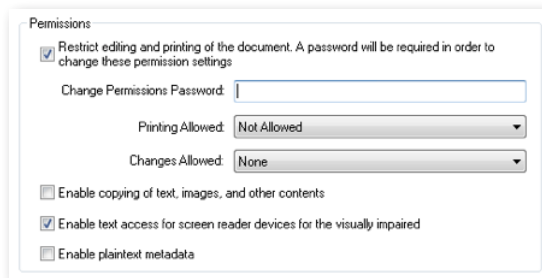 Permissions
Restrict editing and printing of the document. A password will be required in order to
change these permission settings
Change Permissions Password:
Printing Allowed: Not Allowed
Changes Allowed: None
Enable copying of text, images, and other contents
Enable text access for screen reader devices for the visually impaired
Enable plaintext metadata